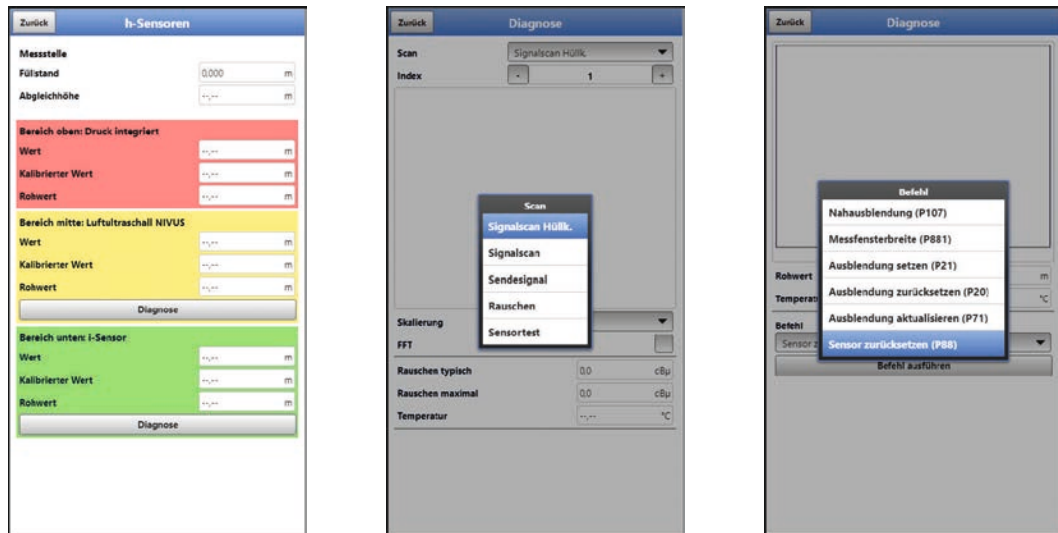 Zurück h-Sensoren
Messstelle
Füllstand 0,000 m
Abgleichhöhe --,-- m
Bereich oben: Druck integriert
Wert --,-- m
Kalibrierter Wert --,-- m
Rohwert --,-- m
Bereich mitte: Luftultraschall NIVUS
Wert --,-- m
Kalibrierter Wert --,-- m
Rohwert --,-- m
Diagnose
Bereich unten: i-Sensor
Wert --,-- m
Kalibrierter Wert --,-- m
Rohwert --,-- m
Diagnose
Zurück Diagnose
Scan Signalscan Hüllk.
Index - 1 +
Scan
Signalscan Hüllk.
Signalscan
Sendesignal
Rauschen
Sensortest
Skalierung
FFT
Rauschen typisch 0,0 cBµ
Rauschen maximal 0,0 cBµ
Temperatur --,-- °C
Zurück Diagnose
Befehl
Nahausblendung (P107)
Messfensterbreite (P881)
Ausblendung setzen (P21)
Ausblendung zurücksetzen (P20)
Ausblendung aktualisieren (P71)
Sensor zurücksetzen (P88)
Rohwert m
Temperat °C
Befehl
Sensor z
Befehl ausführen